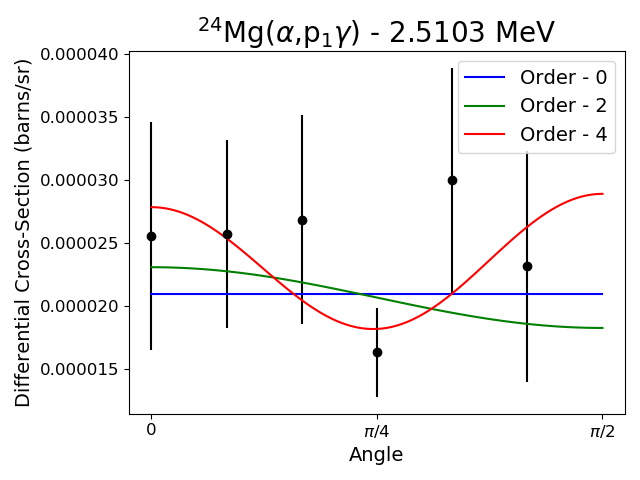 ²⁴Mg(α,p₁γ) - 2.5103 MeV
Differential Cross-Section (barns/sr)
0.000040
0.000035
0.000030
0.000025
0.000020
0.000015
Order - 0
Order - 2
Order - 4
0
π/4
π/2
Angle